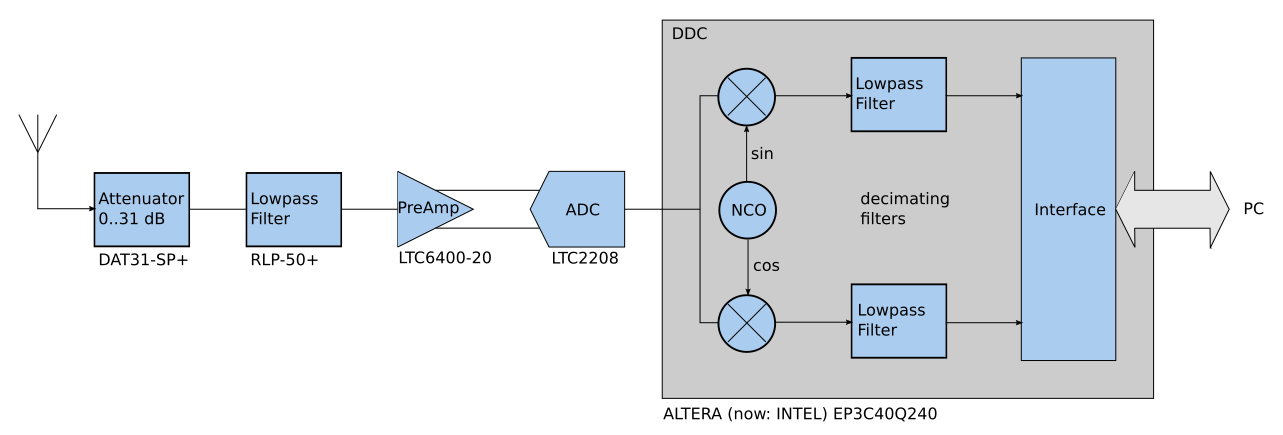 DDC
Attenuator
0..31 dB
DAT31-SP+
Lowpass
Filter
RLP-50+
PreAmp
LTC6400-20
ADC
LTC2208
sin
NCO
cos
Lowpass
Filter
decimating
filters
Lowpass
Filter
Interface
PC
ALTERA (now: INTEL) EP3C40Q240